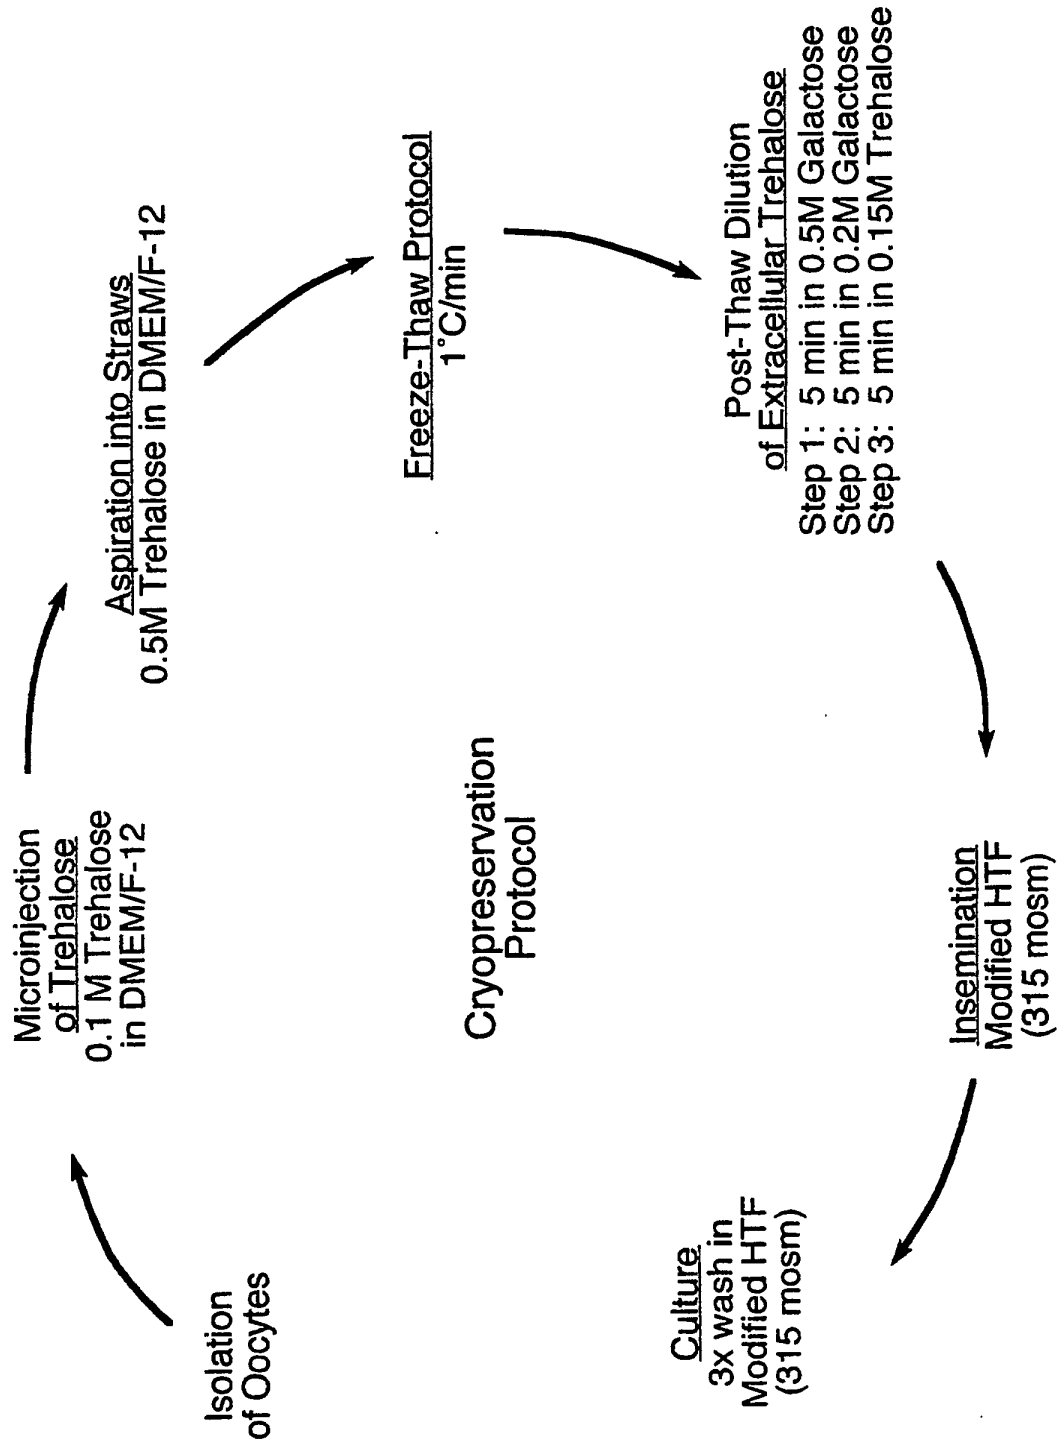 Isolation
of Oocytes
Microinjection
of Trehalose
0.1 M Trehalose
in DMEM/F-12
Aspiration into Straws
0.5M Trehalose in DMEM/F-12
Freeze-Thaw Protocol
1°C/min
Post-Thaw Dilution
of Extracellular Trehalose
Step 1: 5 min in 0.5M Galactose
Step 2: 5 min in 0.2M Galactose
Step 3: 5 min in 0.15M Trehalose
Insemination
Modified HTF
(315 mosm)
Culture
3x wash in
Modified HTF
(315 mosm)
Cryopreservation
Protocol